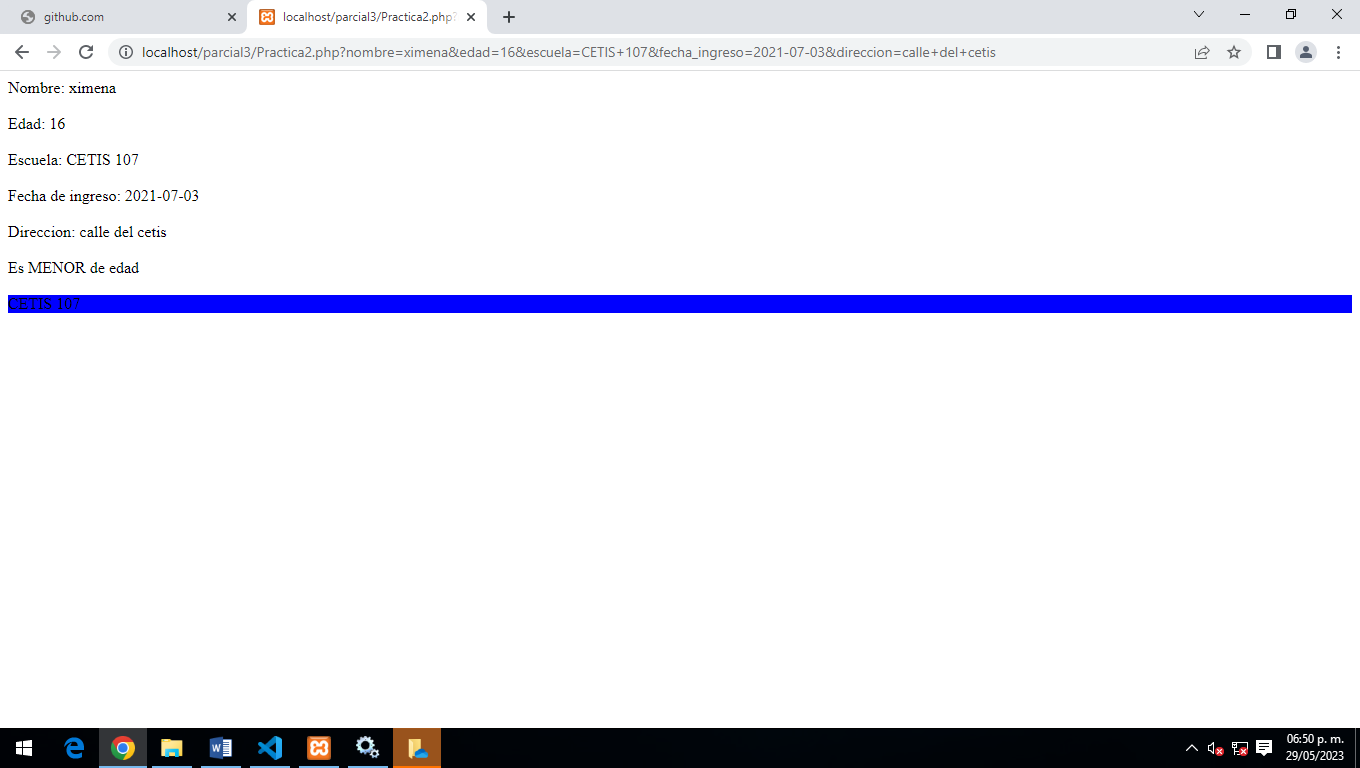 github.com
localhost/parcial3/Practica2.php?
localhost/parcial3/Practica2.php?nombre=ximena&edad=16&escuela=CETIS+107&fecha_ingreso=2021-07-03&direccion=calle+del+cetis
Nombre: ximena
Edad: 16
Escuela: CETIS 107
Fecha de ingreso: 2021-07-03
Direccion: calle del cetis
Es MENOR de edad
CETIS 107
06:50 p. m.
29/05/2023